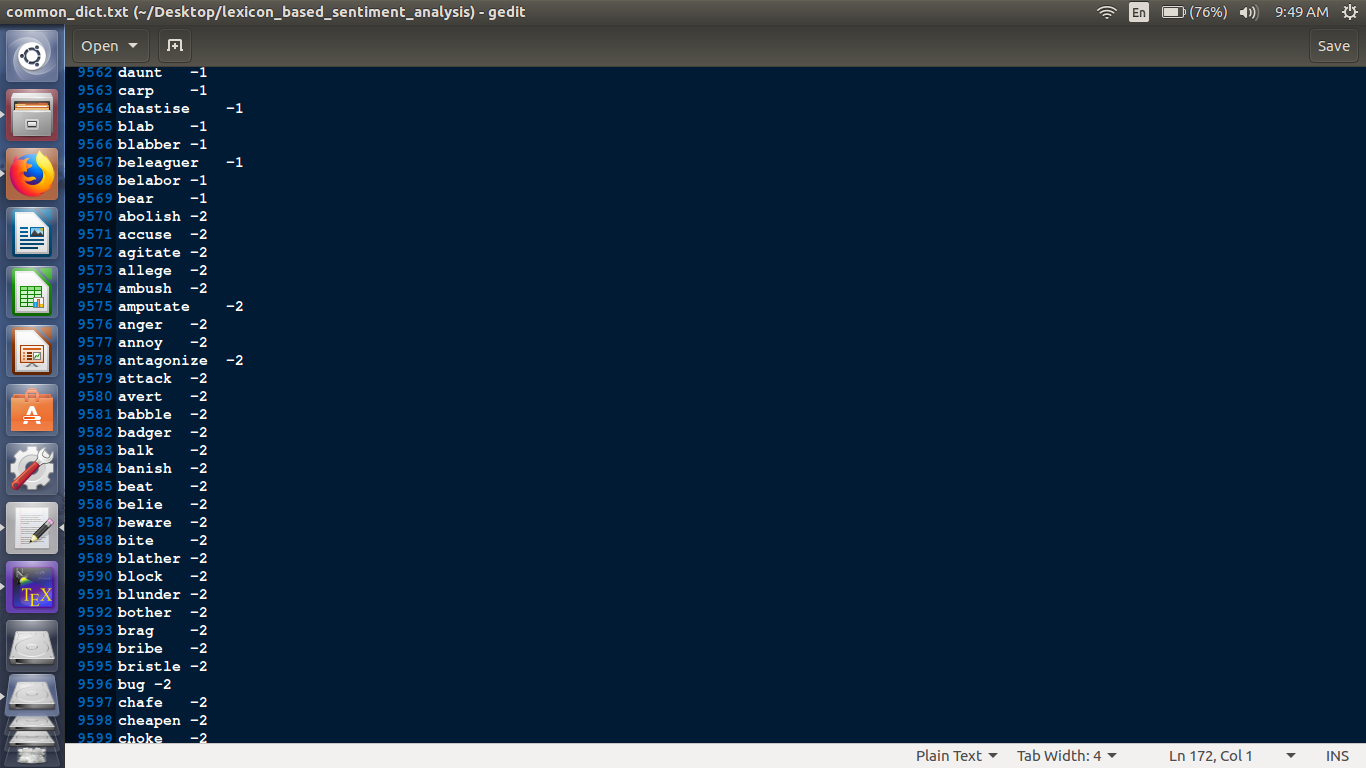 common_dict.txt (~/Desktop/lexicon_based_sentiment_analysis) - gedit
En (76%) 9:49 AM
Open Save
9562 daunt -1
9563 carp -1
9564 chastise -1
9565 blab -1
9566 blabber -1
9567 beleaguer -1
9568 belabor -1
9569 bear -1
9570 abolish -2
9571 accuse -2
9572 agitate -2
9573 allege -2
9574 ambush -2
9575 amputate -2
9576 anger -2
9577 annoy -2
9578 antagonize -2
9579 attack -2
9580 avert -2
9581 babble -2
9582 badger -2
9583 balk -2
9584 banish -2
9585 beat -2
9586 belie -2
9587 beware -2
9588 bite -2
9589 blather -2
9590 block -2
9591 blunder -2
9592 bother -2
9593 brag -2
9594 bribe -2
9595 bristle -2
9596 bug -2
9597 chafe -2
9598 cheapen -2
9599 choke -2
TEX
Plain Text Tab Width: 4 Ln 172, Col 1 INS